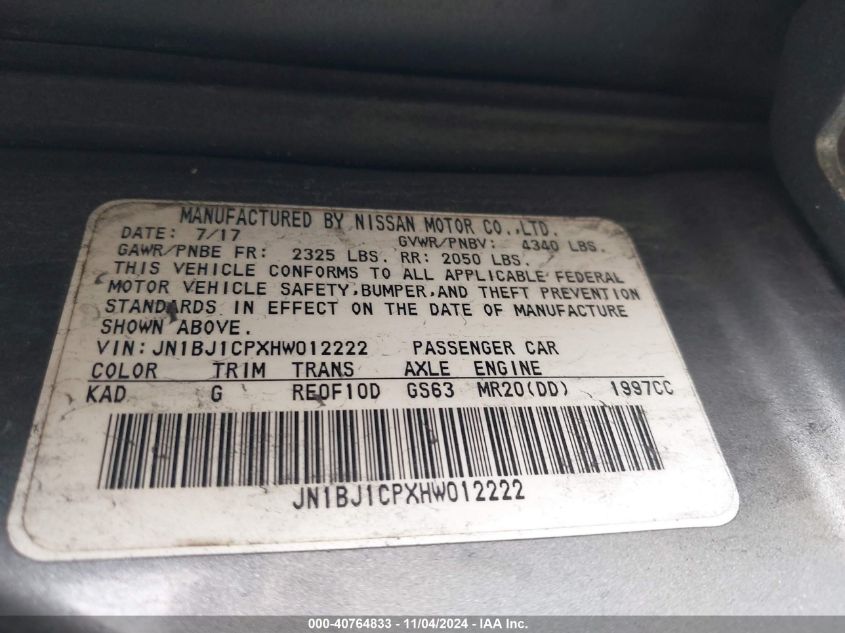 MANUFACTURED BY NISSAN MOTOR CO.,LTD.
DATE: 7/17 GVWR/PNBV: 4340 LBS.
GAWR/PNBE FR: 2325 LBS. RR: 2050 LBS.
THIS VEHICLE CONFORMS TO ALL APPLICABLE FEDERAL
MOTOR VEHICLE SAFETY,BUMPER,AND THEFT PREVENTION
STANDARDS IN EFFECT ON THE DATE OF MANUFACTURE
SHOWN ABOVE.
VIN:JN1BJ1CPXHW012222 PASSENGER CAR
COLOR TRIM TRANS AXLE ENGINE
KAD G RE0F10D GS63 MR20(DD) 1997CC
JN1BJ1CPXHW012222
000-40764833 - 11/04/2024 - IAA Inc.